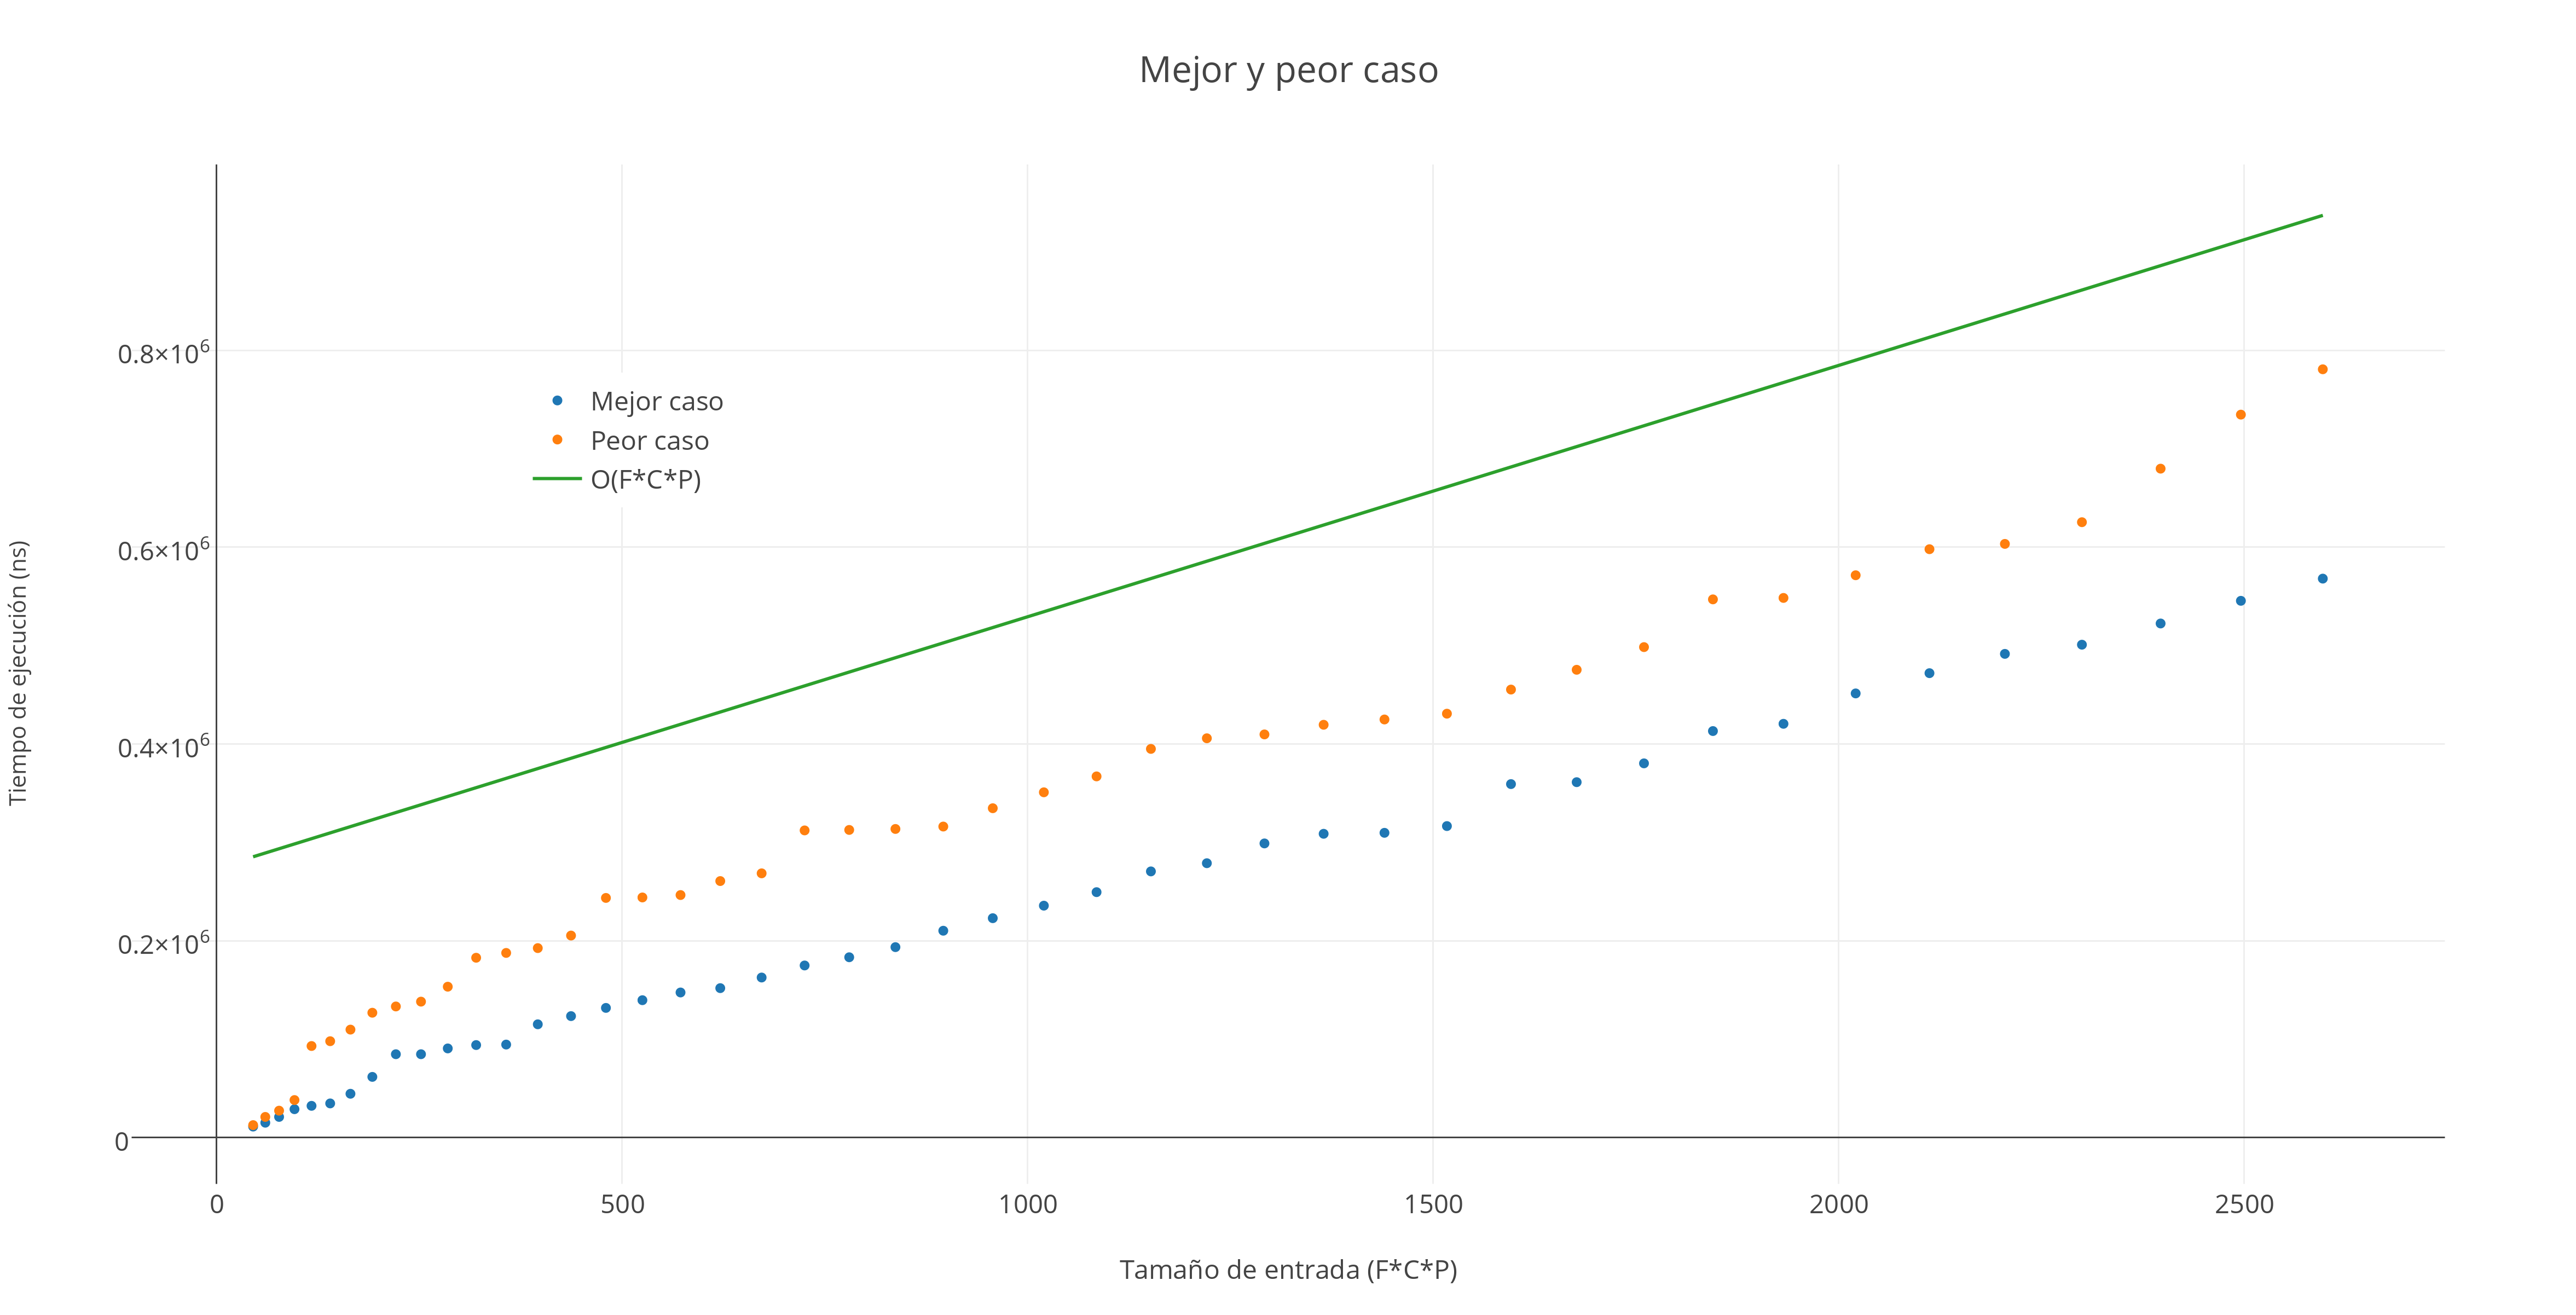 Mejor y peor caso
0.8×10⁶
Mejor caso
Peor caso
O(F*C*P)
0.6×10⁶
Tiempo de ejecución (ns)
0.4×10⁶
0.2×10⁶
0
0 500 1000 1500 2000 2500
Tamaño de entrada (F*C*P)